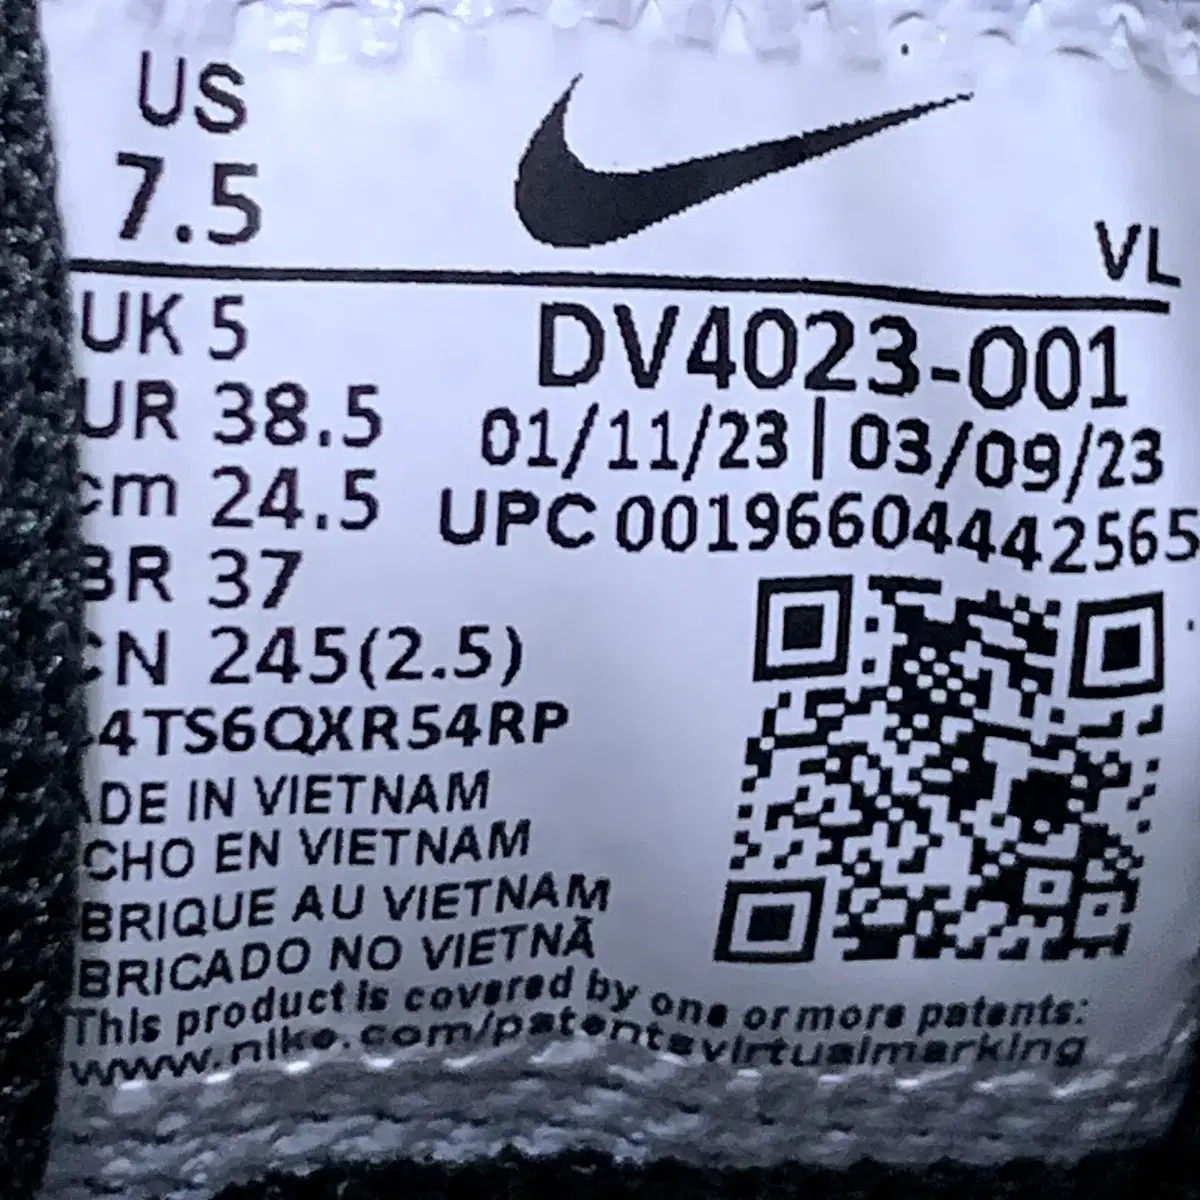 US
7.5
VL
UK 5
UR 38.5
cm 24.5
BR 37
CN 245(2.5)
DV4023-001
01/11/23 | 03/09/23
UPC 00196604442565
4TS6QXR54RP
ADE IN VIETNAM
CHO EN VIETNAM
BRIQUE AU VIETNAM
BRICADO NO VIETNÃ
This product is covered by one or more patents:
www.nike.com/patentsvirtualmarking